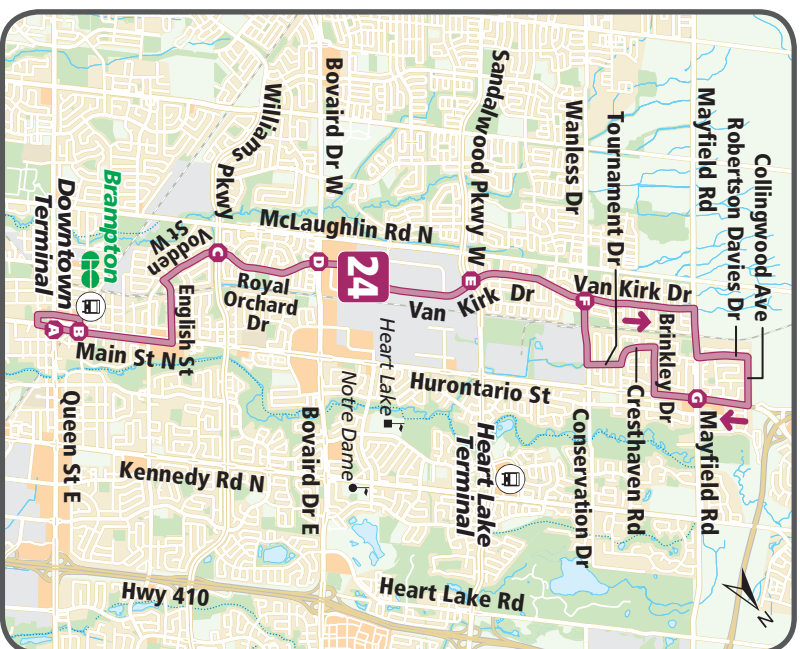 Collingwood Ave
Robertson Davies Dr
Mayfield Rd
Tournament Dr
Wanless Dr
Sandalwood Pkwy W
Bovaird Dr W
Williams
Pkwy
McLaughlin Rd N
Vodden
St W
Brampton
GO
Downtown
Terminal
24
C
D
E
F
G
A
B
Royal
Orchard
Dr
English St
Main St N
Van
Kirk
Dr
Van Kirk Dr
Brinkley Dr
Cresthaven Rd
Mayfield Rd
Heart Lake
Notre Dame
Hurontario St
Heart Lake
Terminal
Conservation Dr
Queen St E
Kennedy Rd N
Bovaird Dr E
Hwy 410
Heart Lake Rd
N